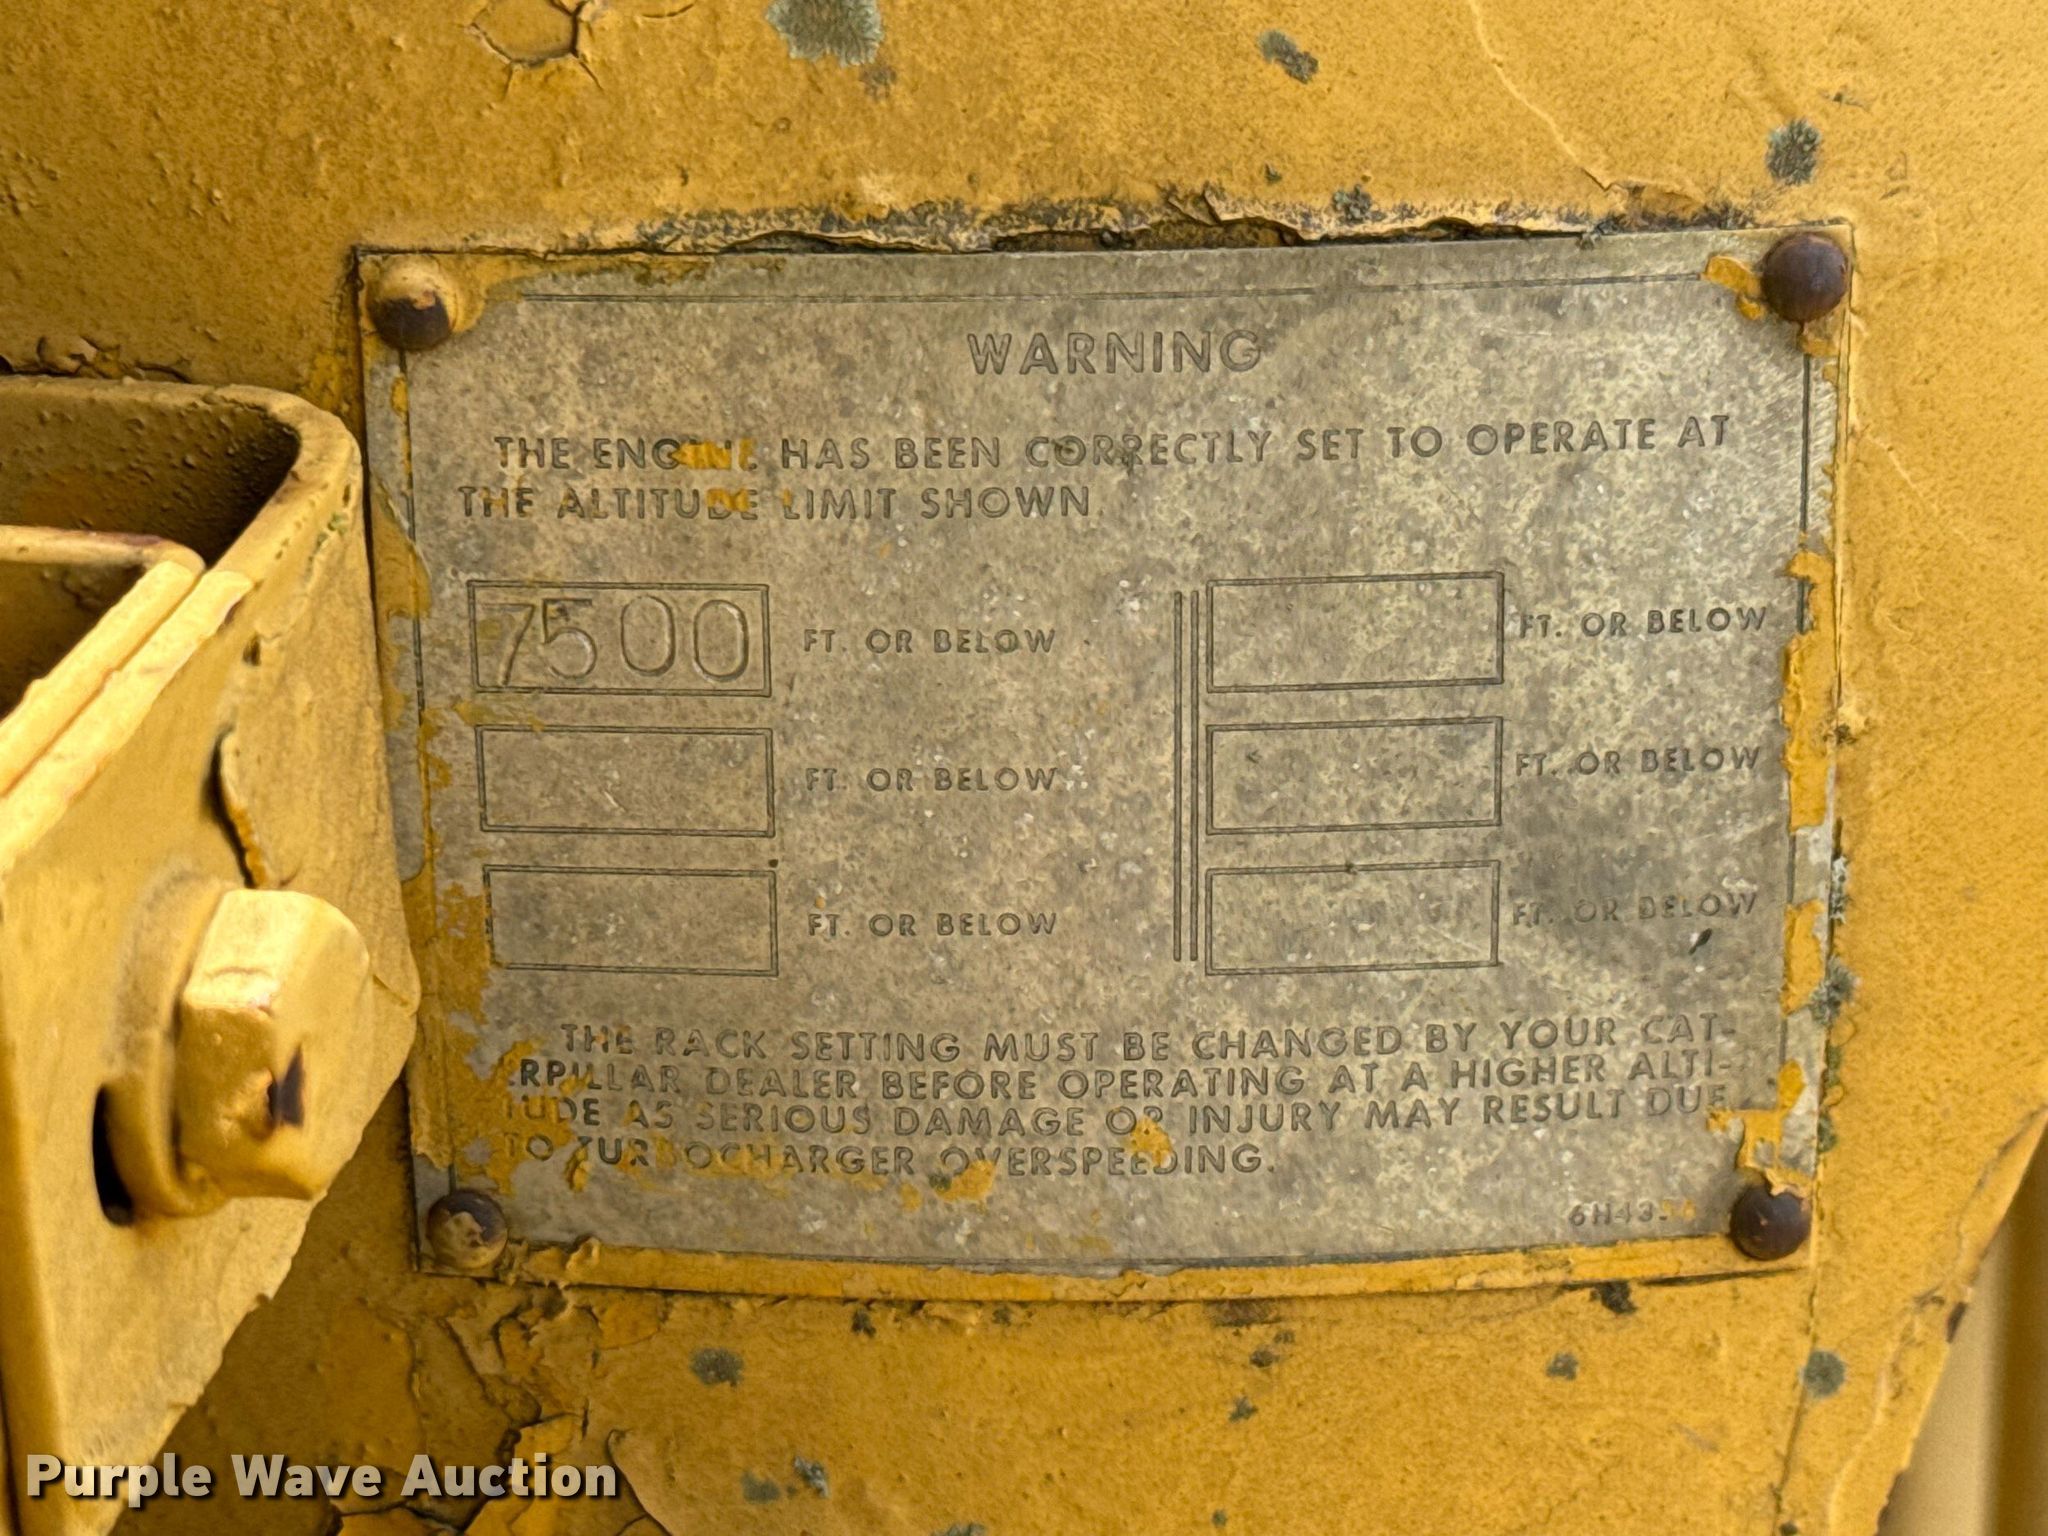 WARNING
THE ENGINE HAS BEEN CORRECTLY SET TO OPERATE AT
THE ALTITUDE LIMIT SHOWN.
7500 FT. OR BELOW
FT. OR BELOW
FT. OR BELOW
FT. OR BELOW
FT. OR BELOW
FT. OR BELOW
THE RACK SETTING MUST BE CHANGED BY YOUR CAT-
ERPILLAR DEALER BEFORE OPERATING AT A HIGHER ALTI-
TUDE AS SERIOUS DAMAGE OR INJURY MAY RESULT DUE
TO TURBOCHARGER OVERSPEEDING.
Purple Wave Auction